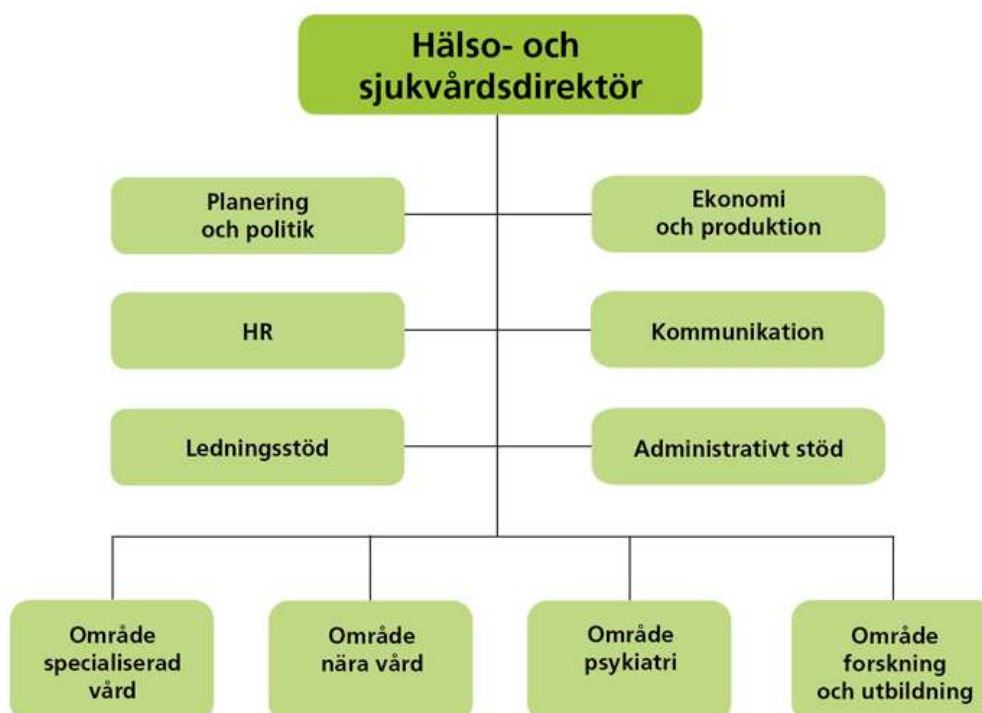 Hälso- och
sjukvårdsdirektör
Planering
och politik
Ekonomi
och produktion
HR
Kommunikation
Ledningsstöd
Administrativt stöd
Område
specialiserad
vård
Område
nära vård
Område
psykiatri
Område
forskning
och utbildning